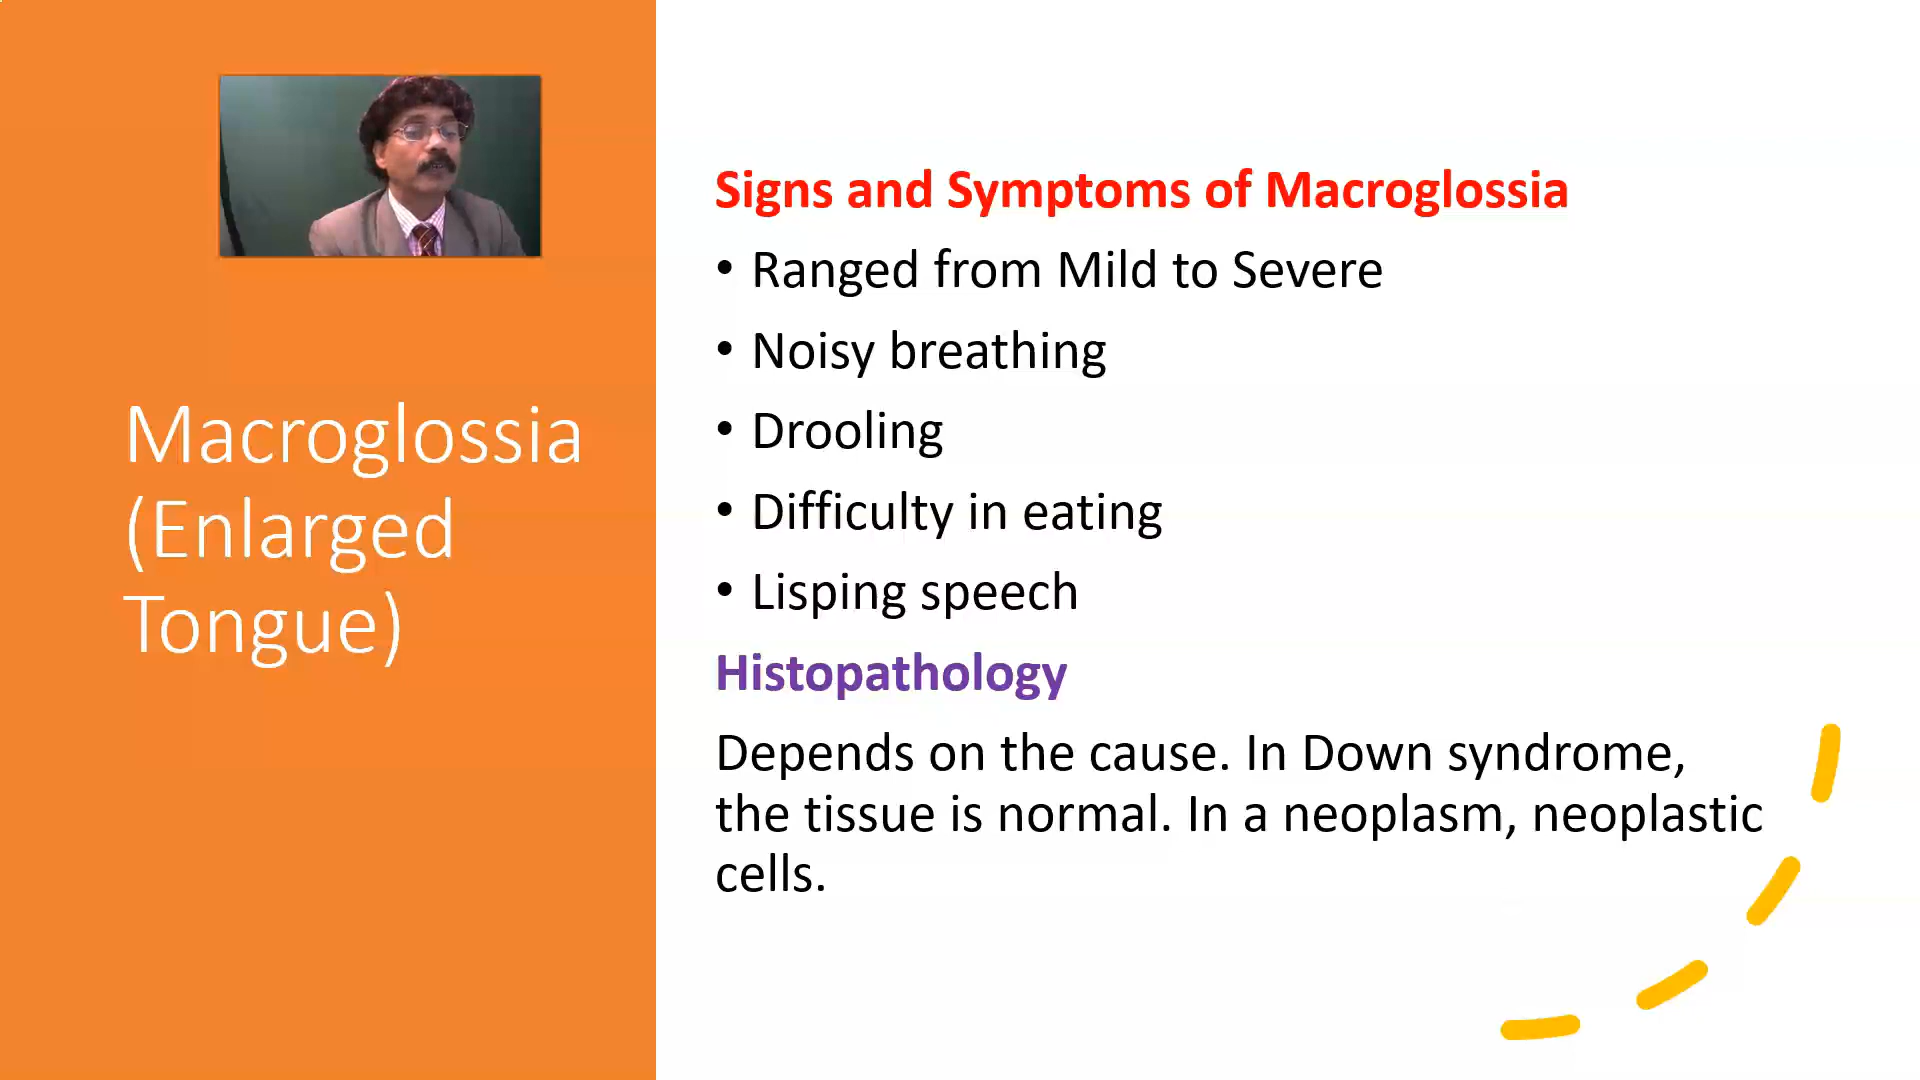 Macroglossia
(Enlarged
Tongue)
Signs and Symptoms of Macroglossia
• Ranged from Mild to Severe
• Noisy breathing
• Drooling
• Difficulty in eating
• Lisping speech
Histopathology
Depends on the cause. In Down syndrome,
the tissue is normal. In a neoplasm, neoplastic
cells.